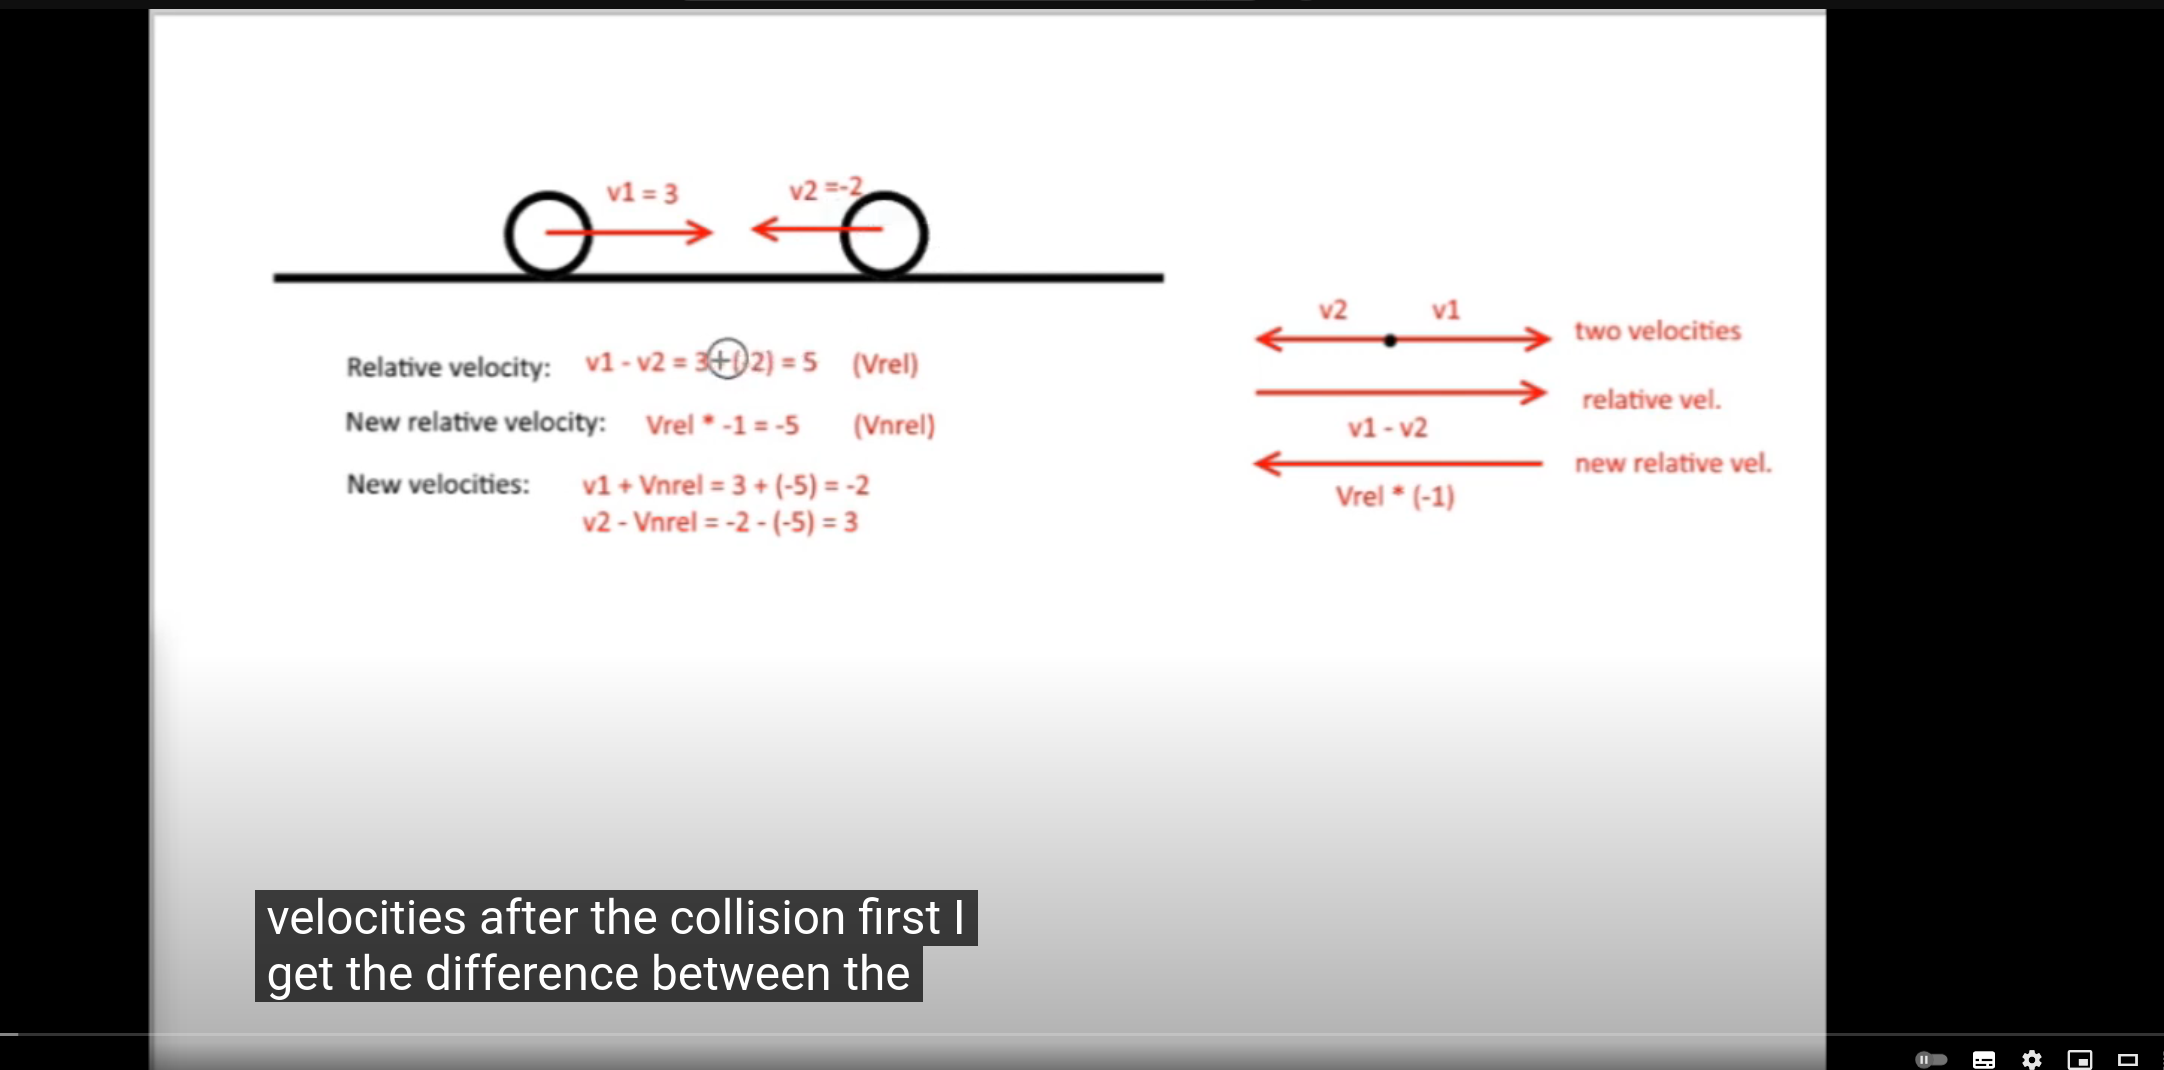 v1 = 3
v2 =-2
v2
v1
two velocities
Relative velocity:
v1 - v2 = 3 (-2) = 5
(Vrel)
relative vel.
New relative velocity:
Vrel * -1 = -5
(Vnrel)
v1 - v2
new relative vel.
New velocities:
v1 + Vnrel = 3 + (-5) = -2
Vrel * (-1)
v2 - Vnrel = -2 - (-5) = 3
velocities after the collision first I
get the difference between the